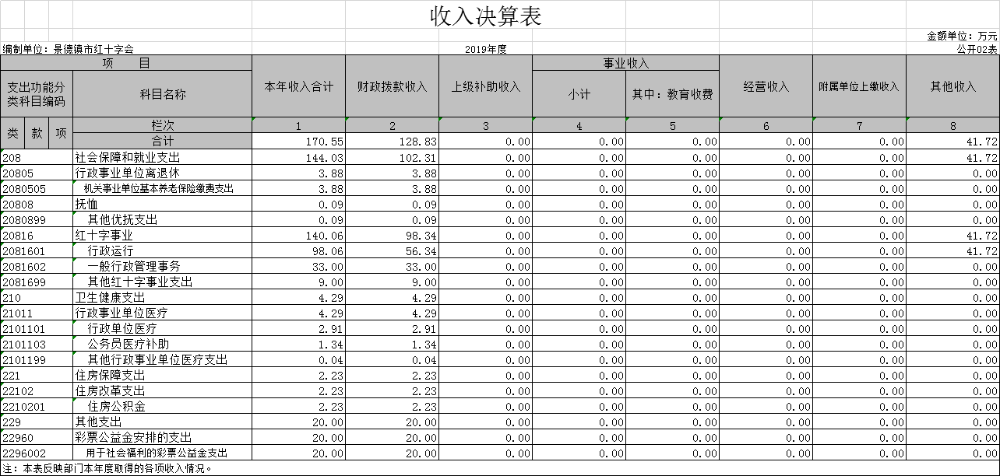 收入决算表
金额单位：万元
编制单位：景德镇市红十字会 2019年度 公开02表
项 目 本年收入合计 财政拨款收入 上级补助收入 事业收入 经营收入 附属单位上缴收入 其他收入
支出功能分类科目编码 科目名称 小计 其中：教育收费
类 款 项 栏次 1 2 3 4 5 6 7 8
合计 170.55 128.83 0.00 0.00 0.00 0.00 0.00 41.72
208 社会保障和就业支出 144.03 102.31 0.00 0.00 0.00 0.00 0.00 41.72
20805 行政事业单位离退休 3.88 3.88 0.00 0.00 0.00 0.00 0.00 0.00
2080505 机关事业单位基本养老保险缴费支出 3.88 3.88 0.00 0.00 0.00 0.00 0.00 0.00
20808 抚恤 0.09 0.09 0.00 0.00 0.00 0.00 0.00 0.00
2080899 其他优抚支出 0.09 0.09 0.00 0.00 0.00 0.00 0.00 0.00
20816 红十字事业 140.06 98.34 0.00 0.00 0.00 0.00 0.00 41.72
2081601 行政运行 98.06 56.34 0.00 0.00 0.00 0.00 0.00 41.72
2081602 一般行政管理事务 33.00 33.00 0.00 0.00 0.00 0.00 0.00 0.00
2081699 其他红十字事业支出 9.00 9.00 0.00 0.00 0.00 0.00 0.00 0.00
210 卫生健康支出 4.29 4.29 0.00 0.00 0.00 0.00 0.00 0.00
21011 行政事业单位医疗 4.29 4.29 0.00 0.00 0.00 0.00 0.00 0.00
2101101 行政单位医疗 2.91 2.91 0.00 0.00 0.00 0.00 0.00 0.00
2101103 公务员医疗补助 1.34 1.34 0.00 0.00 0.00 0.00 0.00 0.00
2101199 其他行政事业单位医疗支出 0.04 0.04 0.00 0.00 0.00 0.00 0.00 0.00
221 住房保障支出 2.23 2.23 0.00 0.00 0.00 0.00 0.00 0.00
22102 住房改革支出 2.23 2.23 0.00 0.00 0.00 0.00 0.00 0.00
2210201 住房公积金 2.23 2.23 0.00 0.00 0.00 0.00 0.00 0.00
229 其他支出 20.00 20.00 0.00 0.00 0.00 0.00 0.00 0.00
22960 彩票公益金安排的支出 20.00 20.00 0.00 0.00 0.00 0.00 0.00 0.00
2296002 用于社会福利的彩票公益金支出 20.00 20.00 0.00 0.00 0.00 0.00 0.00 0.00
注：本表反映部门本年度取得的各项收入情况。